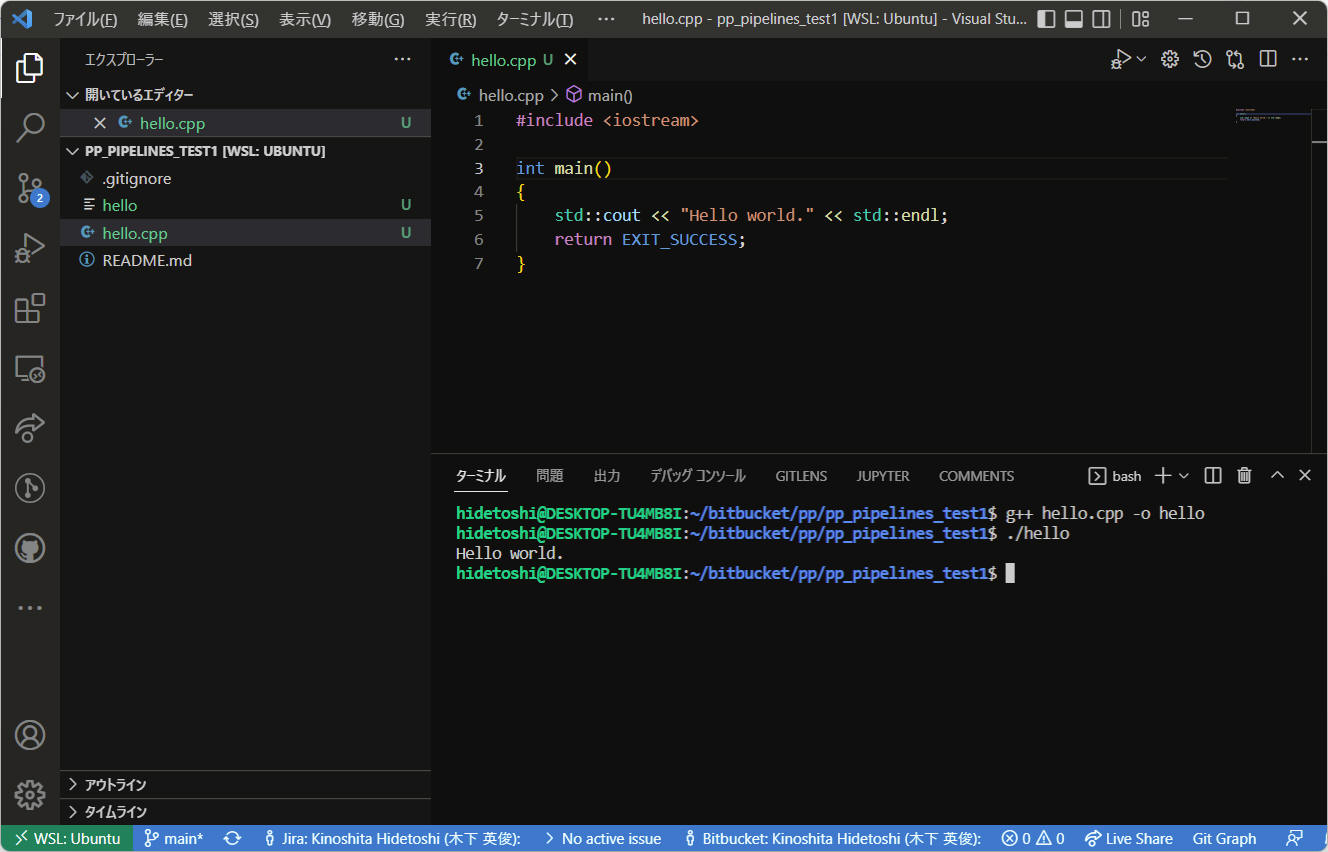 ファイル(F) 編集(E) 選択(S) 表示(V) 移動(G) 実行(R) ターミナル(T) ··· hello.cpp - pp_pipelines_test1 [WSL: Ubuntu] - Visual Stu...
エクスプローラー
開いているエディター
hello.cpp U
PP_PIPELINES_TEST1 [WSL: UBUNTU]
.gitignore
hello U
hello.cpp U
README.md
アウトライン
タイムライン
2
hello.cpp U
hello.cpp > main()
1 #include <iostream>
2
3 int main()
4 {
5 std::cout << "Hello world." << std::endl;
6 return EXIT_SUCCESS;
7 }
ターミナル 問題 出力 デバッグ コンソール GITLENS JUPYTER COMMENTS bash
hidetoshi@DESKTOP-TU4MB8I:~/bitbucket/pp/pp_pipelines_test1$ g++ hello.cpp -o hello
hidetoshi@DESKTOP-TU4MB8I:~/bitbucket/pp/pp_pipelines_test1$ ./hello
Hello world.
hidetoshi@DESKTOP-TU4MB8I:~/bitbucket/pp/pp_pipelines_test1$
WSL: Ubuntu main* Jira: Kinoshita Hidetoshi (木下 英俊): No active issue Bitbucket: Kinoshita Hidetoshi (木下 英俊): 0 0 Live Share Git Graph